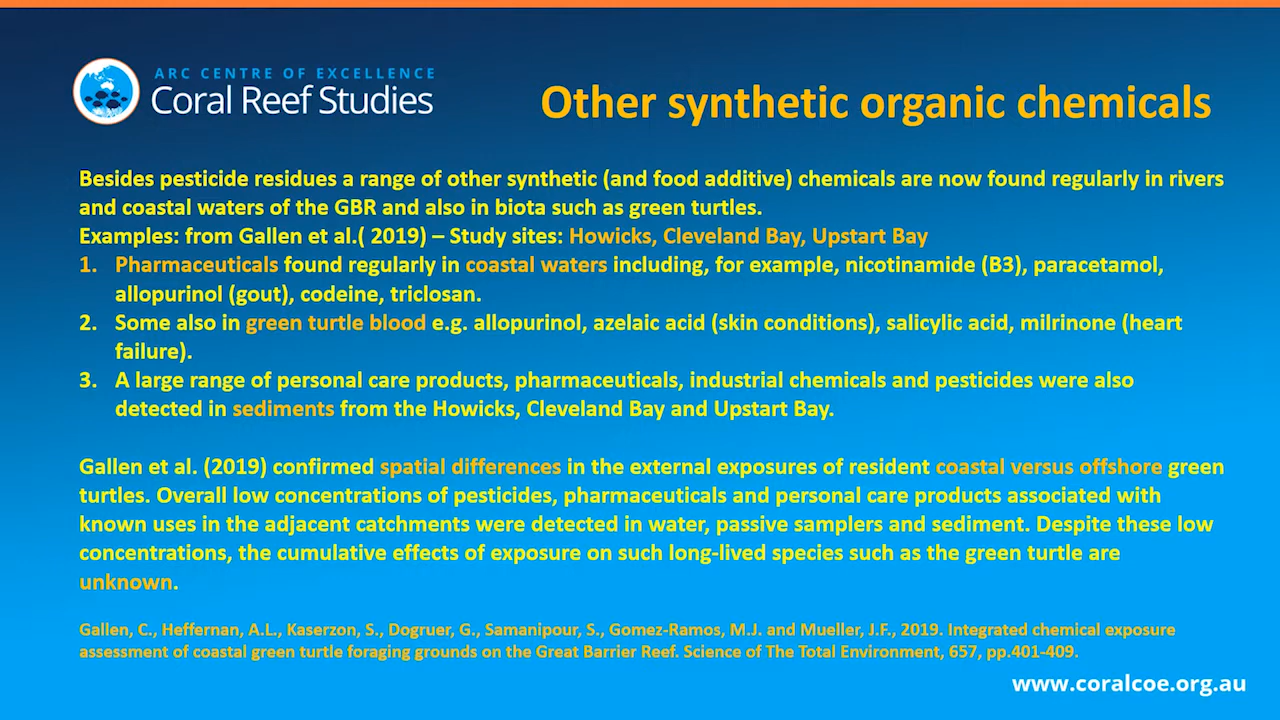 ARC CENTRE OF EXCELLENCE
Coral Reef Studies
Other synthetic organic chemicals
Besides pesticide residues a range of other synthetic (and food additive) chemicals are now found regularly in rivers
and coastal waters of the GBR and also in biota such as green turtles.
Examples: from Gallen et al.( 2019) – Study sites: Howicks, Cleveland Bay, Upstart Bay
1. Pharmaceuticals found regularly in coastal waters including, for example, nicotinamide (B3), paracetamol,
allopurinol (gout), codeine, triclosan.
2. Some also in green turtle blood e.g. allopurinol, azelaic acid (skin conditions), salicylic acid, milrinone (heart
failure).
3. A large range of personal care products, pharmaceuticals, industrial chemicals and pesticides were also
detected in sediments from the Howicks, Cleveland Bay and Upstart Bay.
Gallen et al. (2019) confirmed spatial differences in the external exposures of resident coastal versus offshore green
turtles. Overall low concentrations of pesticides, pharmaceuticals and personal care products associated with
known uses in the adjacent catchments were detected in water, passive samplers and sediment. Despite these low
concentrations, the cumulative effects of exposure on such long-lived species such as the green turtle are
unknown.
Gallen, C., Heffernan, A.L., Kaserzon, S., Dogruer, G., Samanipour, S., Gomez-Ramos, M.J. and Mueller, J.F., 2019. Integrated chemical exposure
assessment of coastal green turtle foraging grounds on the Great Barrier Reef. Science of The Total Environment, 657, pp.401-409.
www.coralcoe.org.au